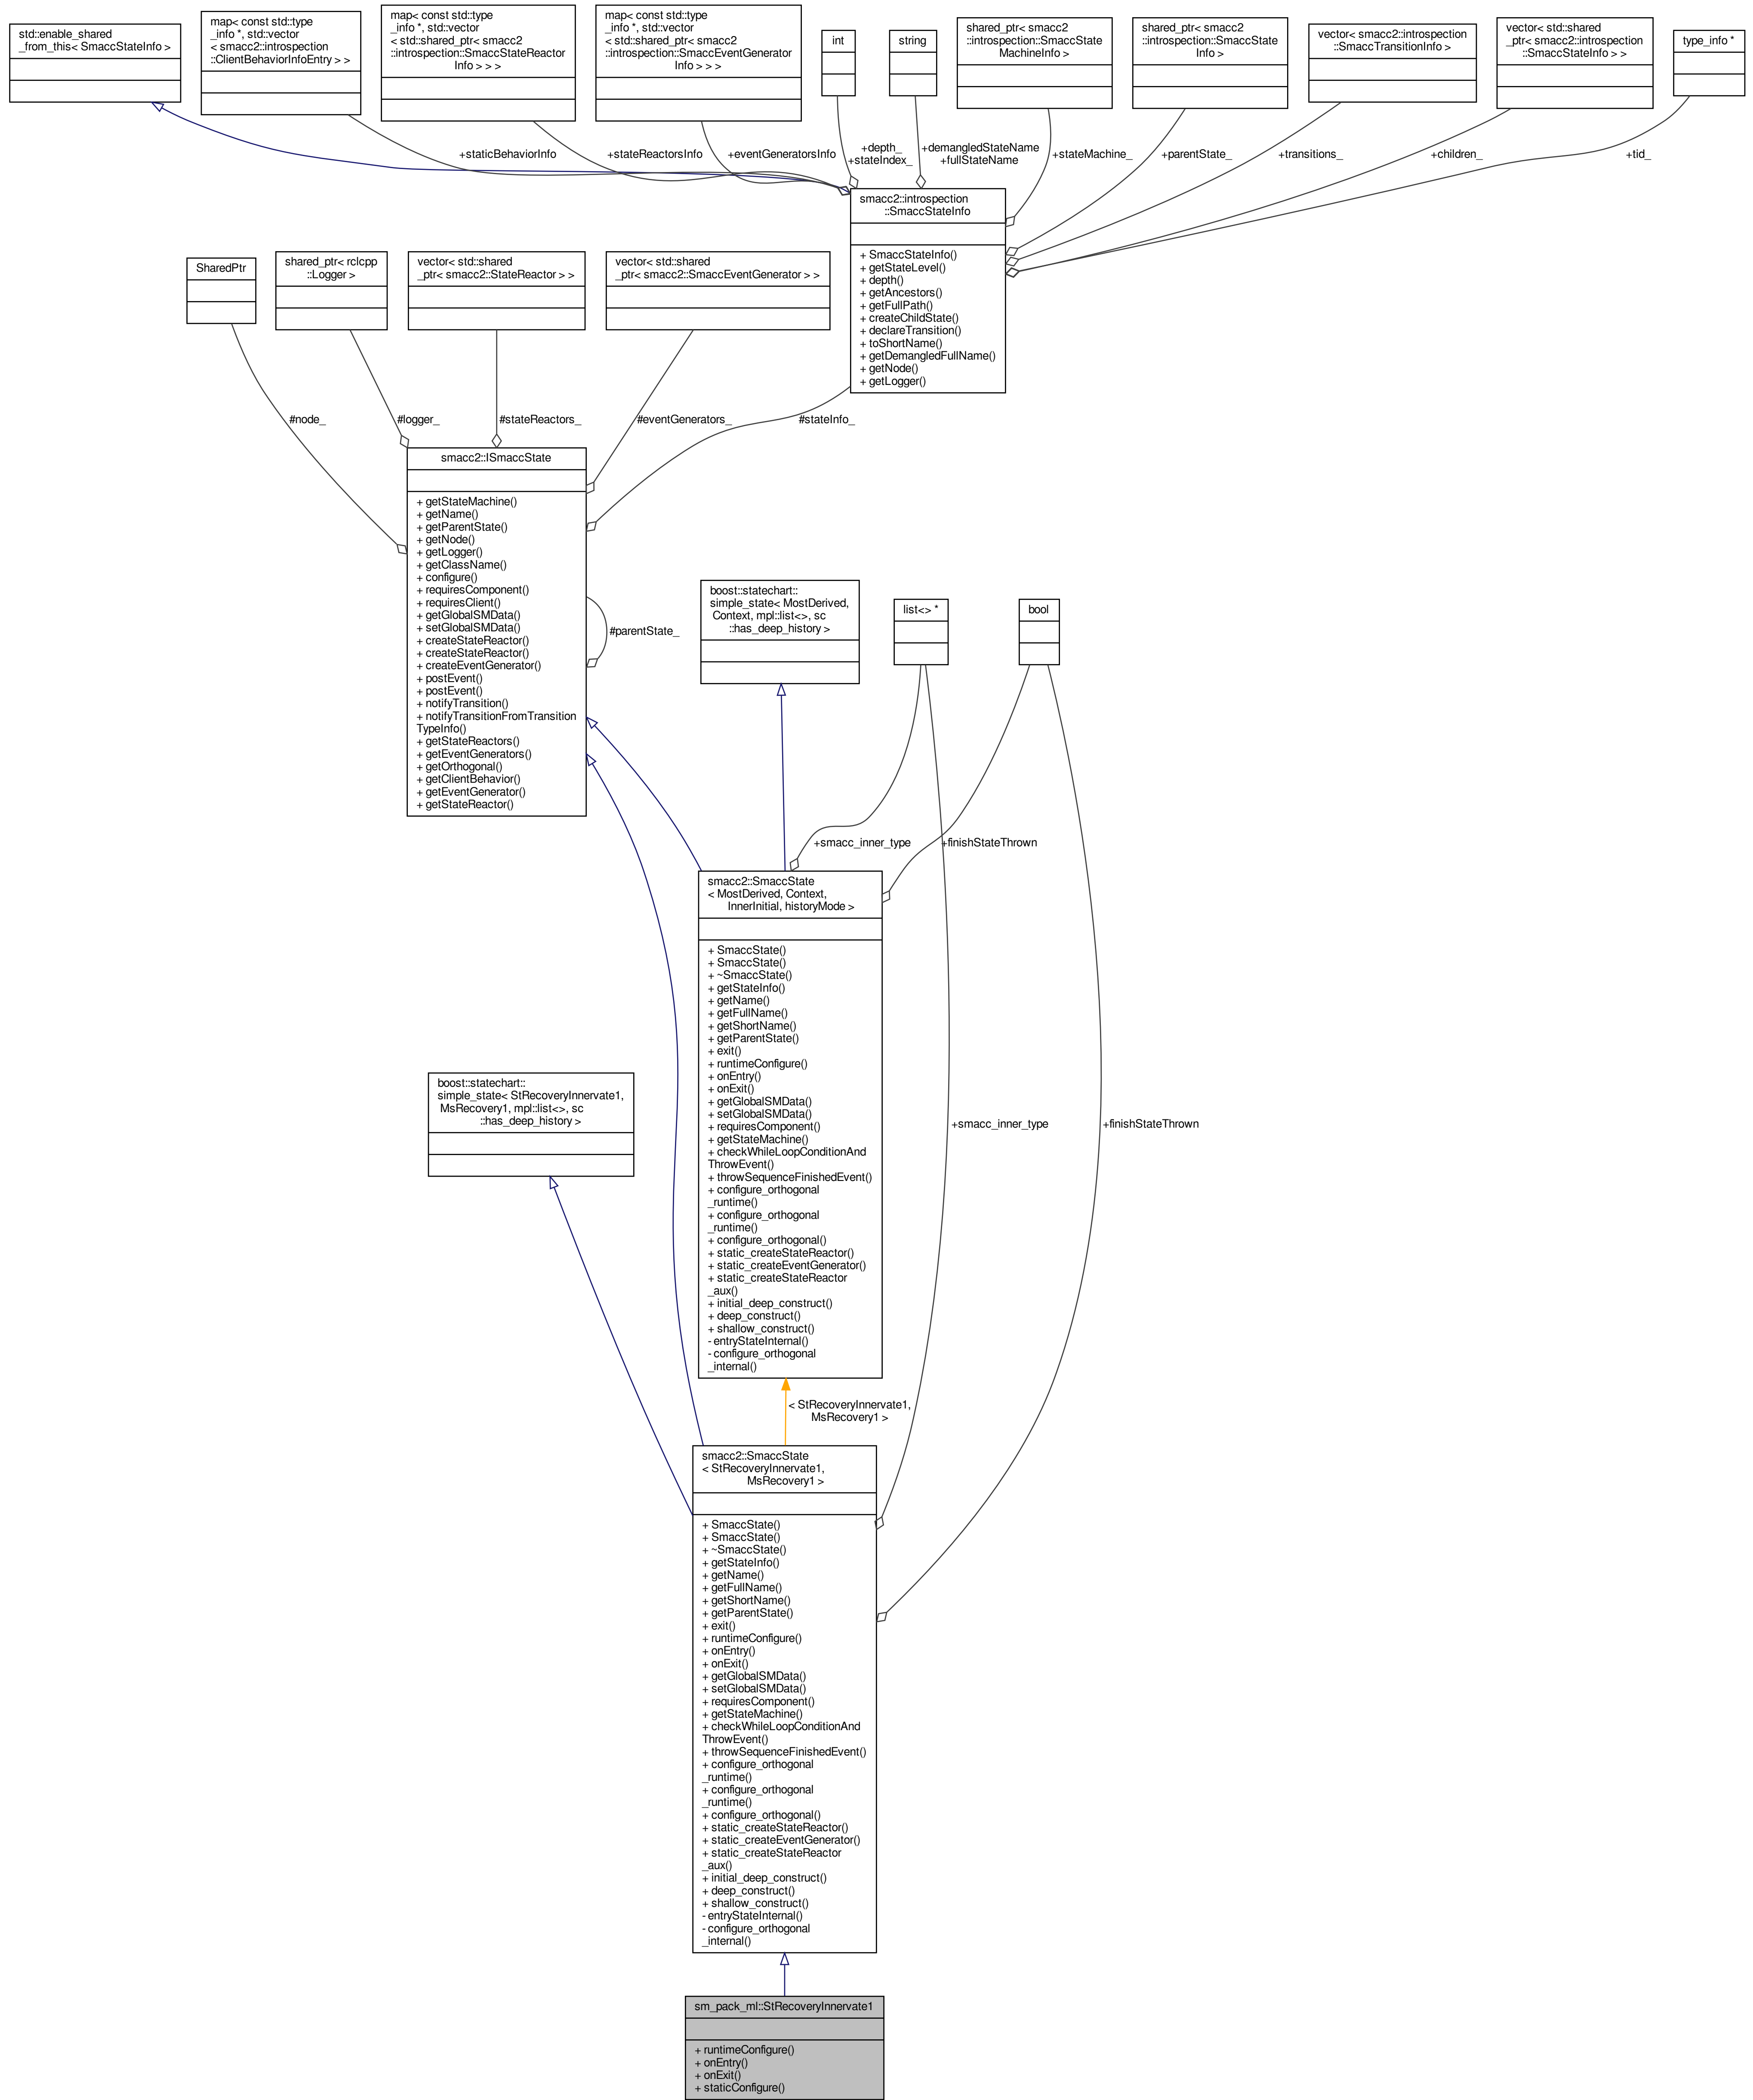 std::enable_shared
_from_this< SmaccStateInfo >
map< const std::type
_info *, std::vector
< smacc2::introspection
::ClientBehaviorInfoEntry > >
map< const std::type
_info *, std::vector
< std::shared_ptr< smacc2
::introspection::SmaccStateReactor
Info > > >
map< const std::type
_info *, std::vector
< std::shared_ptr< smacc2
::introspection::SmaccEventGenerator
Info > > >
int
string
shared_ptr< smacc2
::introspection::SmaccState
MachineInfo >
shared_ptr< smacc2
::introspection::SmaccState
Info >
vector< smacc2::introspection
::SmaccTransitionInfo >
vector< std::shared
_ptr< smacc2::introspection
::SmaccStateInfo > >
type_info *
+staticBehaviorInfo
+stateReactorsInfo
+eventGeneratorsInfo
+depth_
+stateIndex_
+demangledStateName
+fullStateName
+stateMachine_
+parentState_
+transitions_
+children_
+tid_
smacc2::introspection
::SmaccStateInfo
+ SmaccStateInfo()
+ getStateLevel()
+ depth()
+ getAncestors()
+ getFullPath()
+ createChildState()
+ declareTransition()
+ toShortName()
+ getDemangledFullName()
+ getNode()
+ getLogger()
SharedPtr
shared_ptr< rclcpp
::Logger >
vector< std::shared
_ptr< smacc2::StateReactor > >
vector< std::shared
_ptr< smacc2::SmaccEventGenerator > >
#node_
#logger_
#stateReactors_
#eventGenerators_
#stateInfo_
smacc2::ISmaccState
+ getStateMachine()
+ getName()
+ getParentState()
+ getNode()
+ getLogger()
+ getClassName()
+ configure()
+ requiresComponent()
+ requiresClient()
+ getGlobalSMData()
+ setGlobalSMData()
+ createStateReactor()
+ createStateReactor()
+ createEventGenerator()
+ postEvent()
+ postEvent()
+ notifyTransition()
+ notifyTransitionFromTransition
TypeInfo()
+ getStateReactors()
+ getEventGenerators()
+ getOrthogonal()
+ getClientBehavior()
+ getEventGenerator()
+ getStateReactor()
#parentState_
boost::statechart::
simple_state< MostDerived,
Context, mpl::list<>, sc
::has_deep_history >
list<> *
bool
+smacc_inner_type
+finishStateThrown
smacc2::SmaccState
< MostDerived, Context,
InnerInitial, historyMode >
+ SmaccState()
+ SmaccState()
+ ~SmaccState()
+ getStateInfo()
+ getName()
+ getFullName()
+ getShortName()
+ getParentState()
+ exit()
+ runtimeConfigure()
+ onEntry()
+ onExit()
+ getGlobalSMData()
+ setGlobalSMData()
+ requiresComponent()
+ getStateMachine()
+ checkWhileLoopConditionAnd
ThrowEvent()
+ throwSequenceFinishedEvent()
+ configure_orthogonal
_runtime()
+ configure_orthogonal
_runtime()
+ configure_orthogonal()
+ static_createStateReactor()
+ static_createEventGenerator()
+ static_createStateReactor
_aux()
+ initial_deep_construct()
+ deep_construct()
+ shallow_construct()
- entryStateInternal()
- configure_orthogonal
_internal()
boost::statechart::
simple_state< StRecoveryInnervate1,
MsRecovery1, mpl::list<>, sc
::has_deep_history >
+smacc_inner_type
+finishStateThrown
< StRecoveryInnervate1,
MsRecovery1 >
smacc2::SmaccState
< StRecoveryInnervate1,
MsRecovery1 >
+ SmaccState()
+ SmaccState()
+ ~SmaccState()
+ getStateInfo()
+ getName()
+ getFullName()
+ getShortName()
+ getParentState()
+ exit()
+ runtimeConfigure()
+ onEntry()
+ onExit()
+ getGlobalSMData()
+ setGlobalSMData()
+ requiresComponent()
+ getStateMachine()
+ checkWhileLoopConditionAnd
ThrowEvent()
+ throwSequenceFinishedEvent()
+ configure_orthogonal
_runtime()
+ configure_orthogonal
_runtime()
+ configure_orthogonal()
+ static_createStateReactor()
+ static_createEventGenerator()
+ static_createStateReactor
_aux()
+ initial_deep_construct()
+ deep_construct()
+ shallow_construct()
- entryStateInternal()
- configure_orthogonal
_internal()
sm_pack_ml::StRecoveryInnervate1
+ runtimeConfigure()
+ onEntry()
+ onExit()
+ staticConfigure()